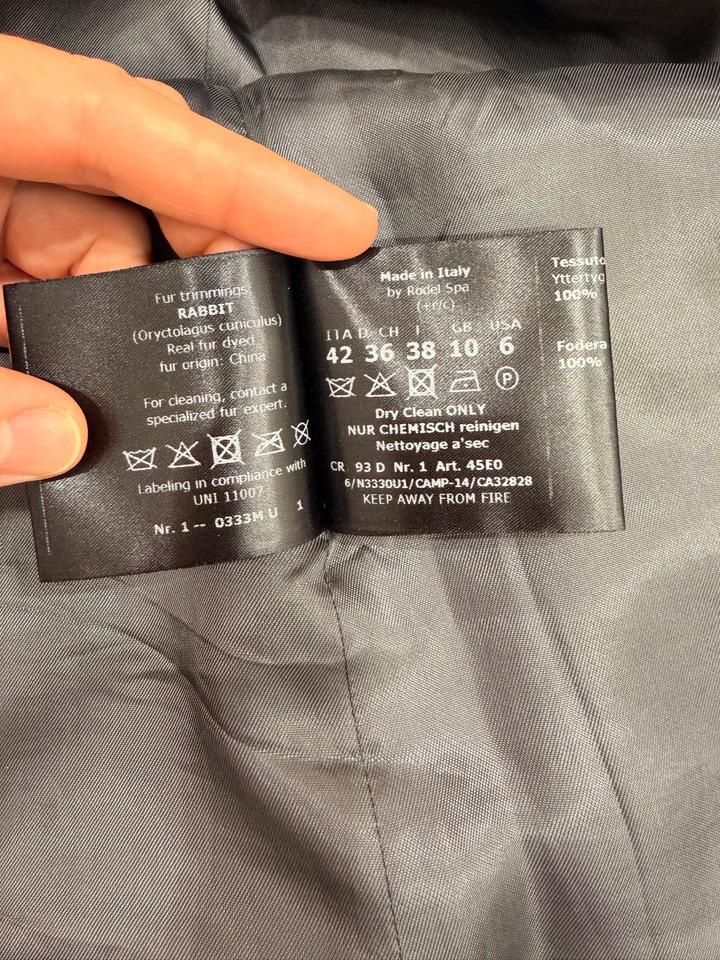 Fur trimmings
RABBIT
(Oryctolagus cuniculus)
Real fur dyed
fur origin: China
For cleaning, contact a
specialized fur expert.
Labeling in compliance with
UNI 11007
Nr. 1 -- 0333M U 1
Made in Italy
by Rodel Spa
(+r/c)
ITA D-CH F GB USA
42 36 38 10 6
P
Dry Clean ONLY
NUR CHEMISCH reinigen
Nettoyage a'sec
CR 93 D Nr. 1 Art. 45E0
6/N3330U1/CAMP-14/CA32828
KEEP AWAY FROM FIRE
Tessuto
Yttertyg
100%
Fodera
100%